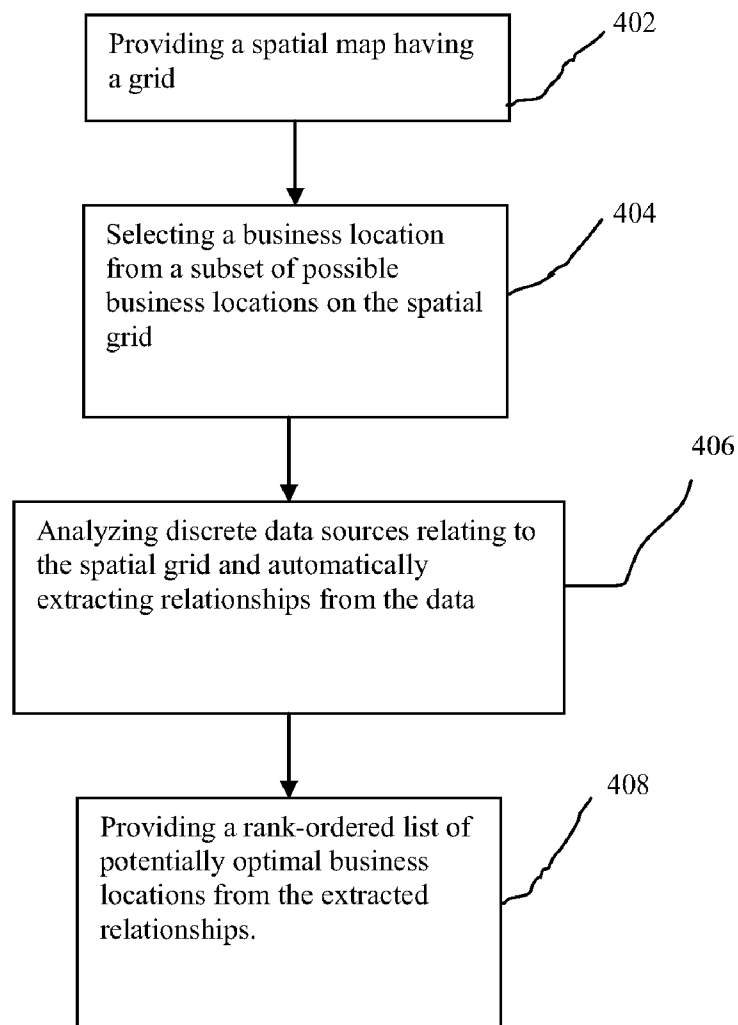 402
Providing a spatial map having
a grid
404
Selecting a business location
from a subset of possible
business locations on the spatial
grid
406
Analyzing discrete data sources relating to
the spatial grid and automatically
extracting relationships from the data
408
Providing a rank-ordered list of
potentially optimal business
locations from the extracted
relationships.